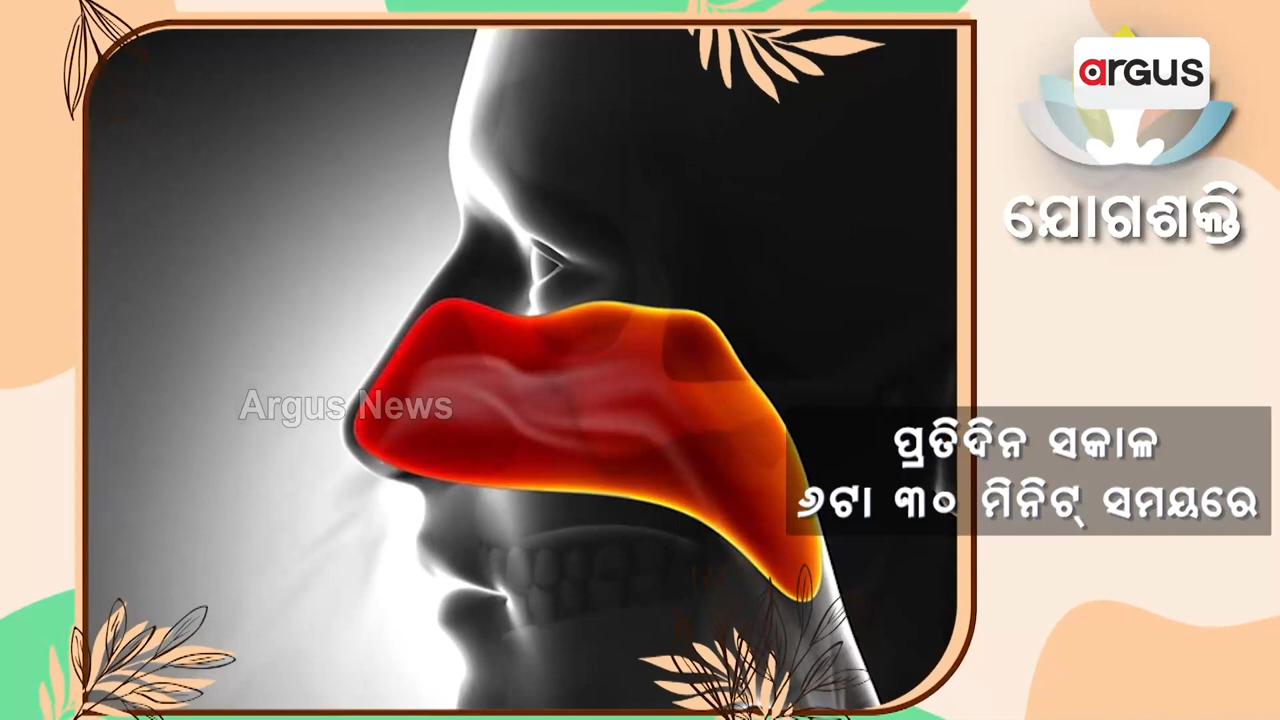 argus
ଯୋଗଶକ୍ତି
Argus News
ପ୍ରତିଦିନ ସକାଳ
୬ଟା ୩୦ ମିନିଟ୍ ସମୟରେ